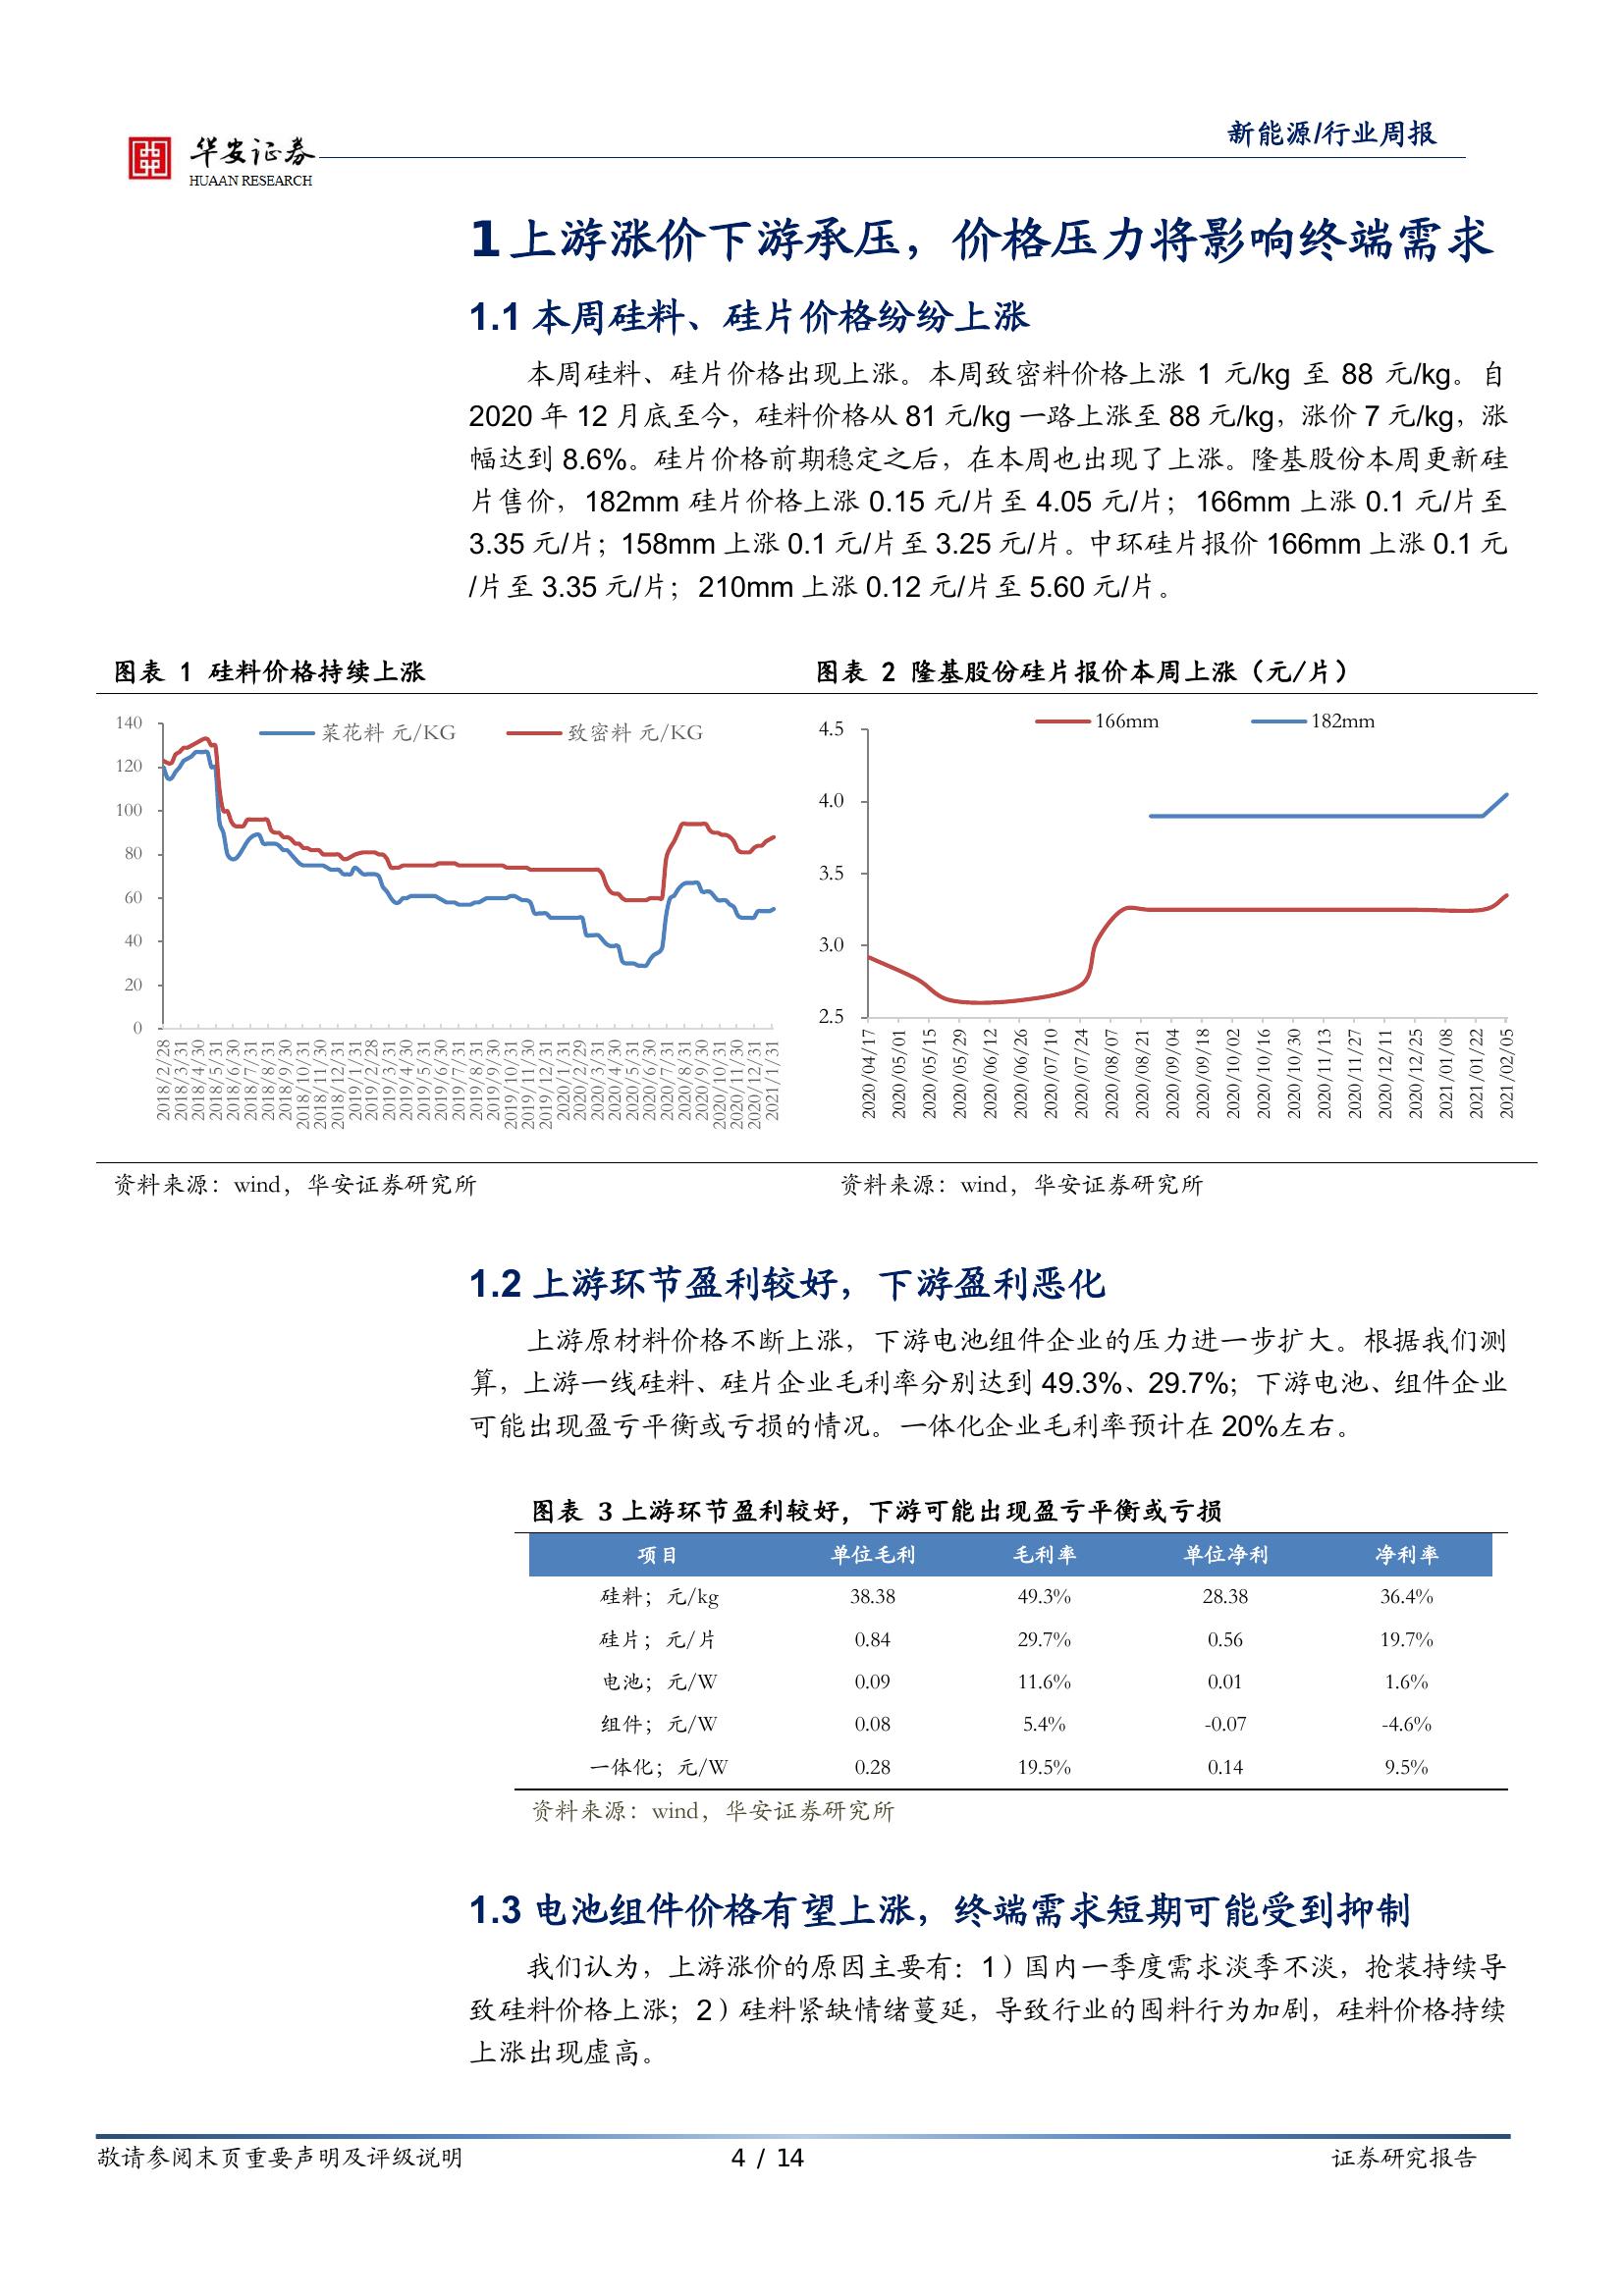 新能源/行业周报
华安证券
HUAAN RESEARCH
1 上游涨价下游承压，价格压力将影响终端需求
1.1 本周硅料、硅片价格纷纷上涨
本周硅料、硅片价格出现上涨。本周致密料价格上涨 1 元/kg 至 88 元/kg。自
2020 年 12 月底至今，硅料价格从 81 元/kg 一路上涨至 88 元/kg，涨价 7 元/kg，涨
幅达到 8.6%。硅片价格前期稳定之后，在本周也出现了上涨。隆基股份本周更新硅
片售价，182mm 硅片价格上涨 0.15 元/片至 4.05 元/片；166mm 上涨 0.1 元/片至
3.35 元/片；158mm 上涨 0.1 元/片至 3.25 元/片。中环硅片报价 166mm 上涨 0.1 元
/片至 3.35 元/片；210mm 上涨 0.12 元/片至 5.60 元/片。
图表 1 硅料价格持续上涨
菜花料 元/KG 致密料 元/KG
140
120
100
80
60
40
20
0
2018/2/28 2018/3/31 2018/4/30 2018/5/31 2018/6/30 2018/7/31 2018/8/31 2018/9/30 2018/10/31 2018/11/30 2018/12/31 2019/1/31 2019/2/28 2019/3/31 2019/4/30 2019/5/31 2019/6/30 2019/7/31 2019/8/31 2019/9/30 2019/10/31 2019/11/30 2019/12/31 2020/1/31 2020/2/29 2020/3/31 2020/4/30 2020/5/31 2020/6/30 2020/7/31 2020/8/31 2020/9/30 2020/10/31 2020/11/30 2020/12/31 2021/1/31
资料来源：wind，华安证券研究所
图表 2 隆基股份硅片报价本周上涨（元/片）
166mm 182mm
4.5
4.0
3.5
3.0
2.5
2020/04/17 2020/05/01 2020/05/15 2020/05/29 2020/06/12 2020/06/26 2020/07/10 2020/07/24 2020/08/07 2020/08/21 2020/09/04 2020/09/18 2020/10/02 2020/10/16 2020/10/30 2020/11/13 2020/11/27 2020/12/11 2020/12/25 2021/01/08 2021/01/22 2021/02/05
资料来源：wind，华安证券研究所
1.2 上游环节盈利较好，下游盈利恶化
上游原材料价格不断上涨，下游电池组件企业的压力进一步扩大。根据我们测
算，上游一线硅料、硅片企业毛利率分别达到 49.3%、29.7%；下游电池、组件企业
可能出现盈亏平衡或亏损的情况。一体化企业毛利率预计在 20%左右。
图表 3 上游环节盈利较好，下游可能出现盈亏平衡或亏损
项目 单位毛利 毛利率 单位净利 净利率
硅料；元/kg 38.38 49.3% 28.38 36.4%
硅片；元/片 0.84 29.7% 0.56 19.7%
电池；元/W 0.09 11.6% 0.01 1.6%
组件；元/W 0.08 5.4% -0.07 -4.6%
一体化；元/W 0.28 19.5% 0.14 9.5%
资料来源：wind，华安证券研究所
1.3 电池组件价格有望上涨，终端需求短期可能受到抑制
我们认为，上游涨价的原因主要有：1）国内一季度需求淡季不淡，抢装持续导
致硅料价格上涨；2）硅料紧缺情绪蔓延，导致行业的囤料行为加剧，硅料价格持续
上涨出现虚高。
敬请参阅末页重要声明及评级说明 4 / 14 证券研究报告